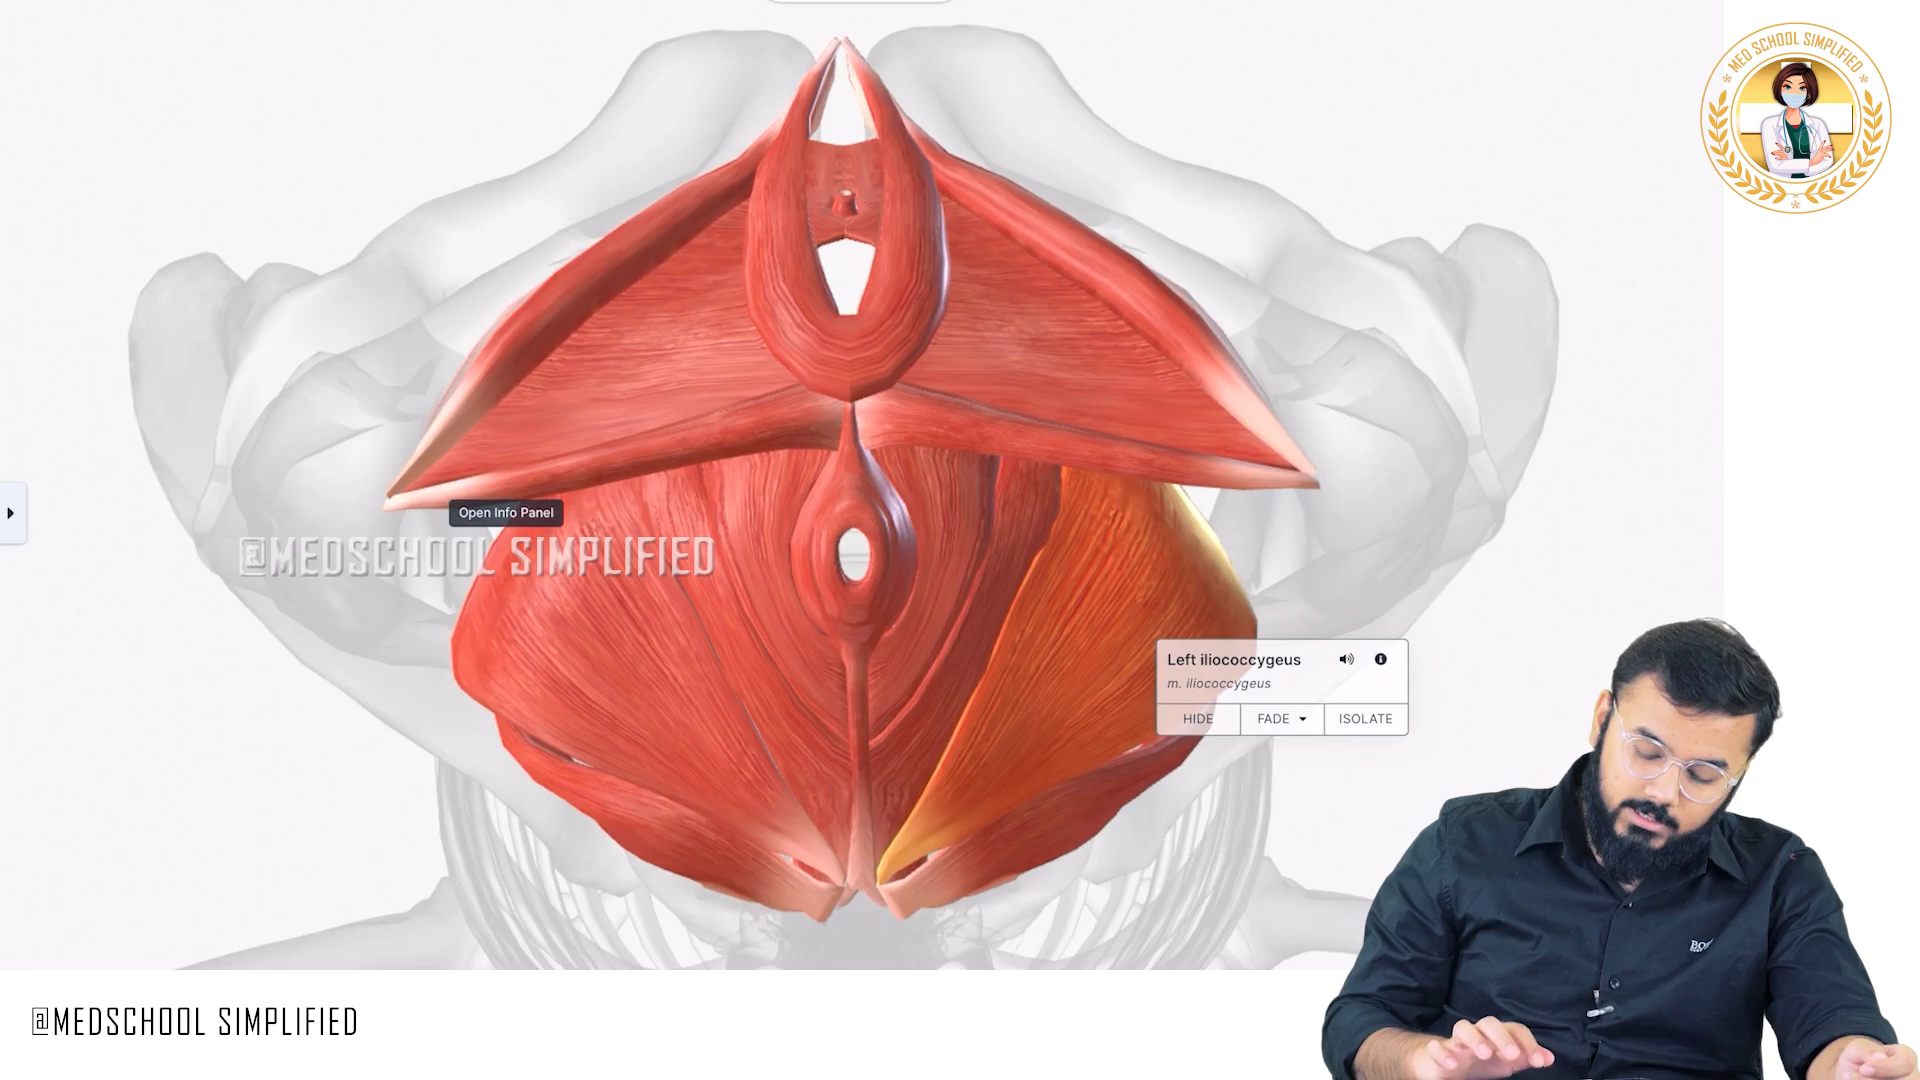 MED SCHOOL SIMPLIFIED
Open Info Panel
@MEDSCHOOL SIMPLIFIED
Left iliococcygeus
m. iliococcygeus
HIDE
FADE
ISOLATE
@MEDSCHOOL SIMPLIFIED